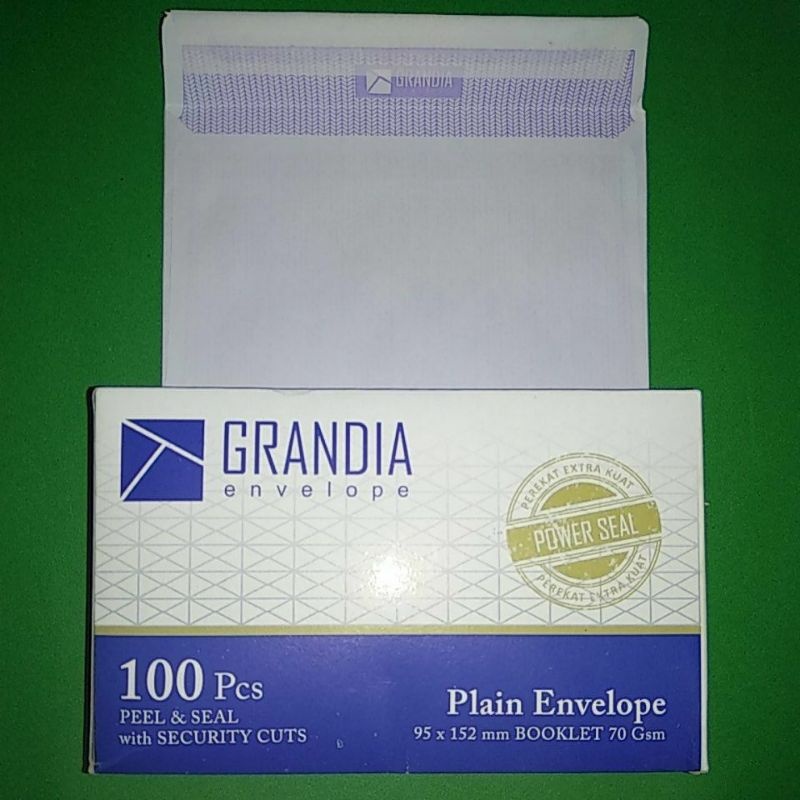 GRANDIA
GRANDIA
envelope
PEREKAT EXTRA KUAT
POWER SEAL
PEREKAT EXTRA KUAT
100 Pcs
PEEL & SEAL
with SECURITY CUTS
Plain Envelope
95 x 152 mm BOOKLET 70 Gsm